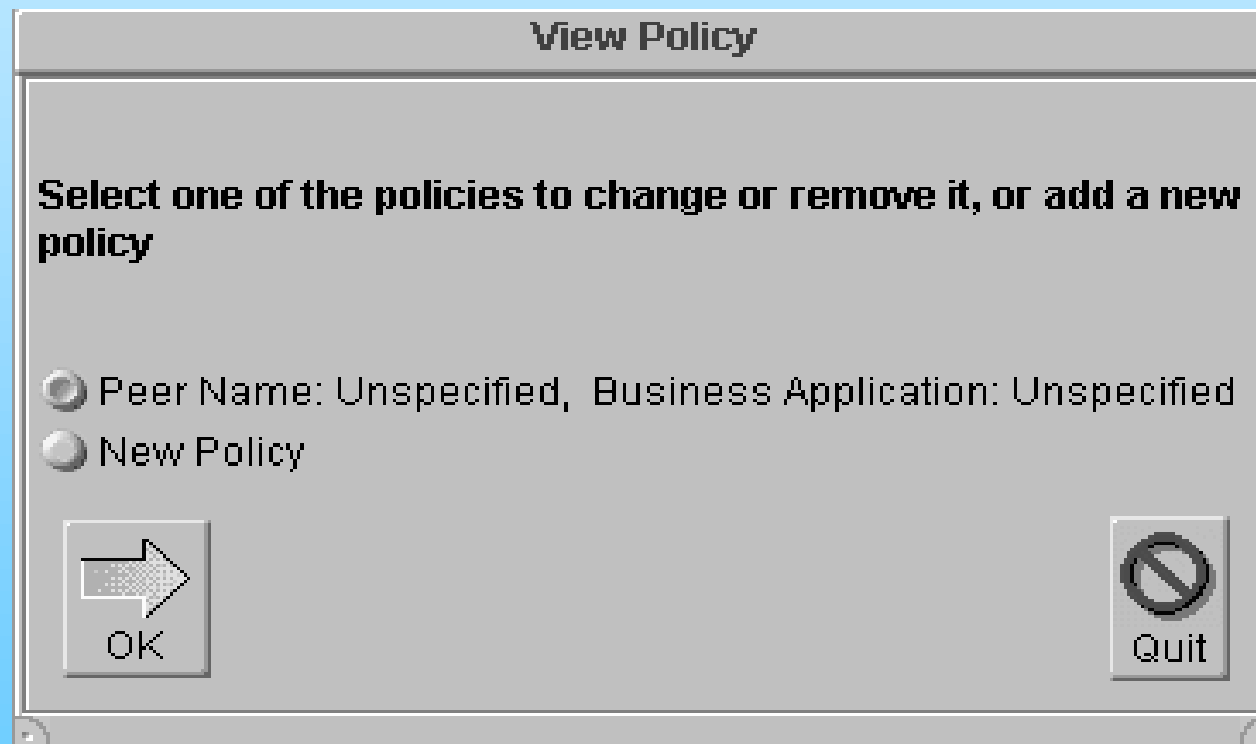 View Policy
Select one of the policies to change or remove it, or add a new
policy
Peer Name: Unspecified, Business Application: Unspecified
New Policy
OK
Quit